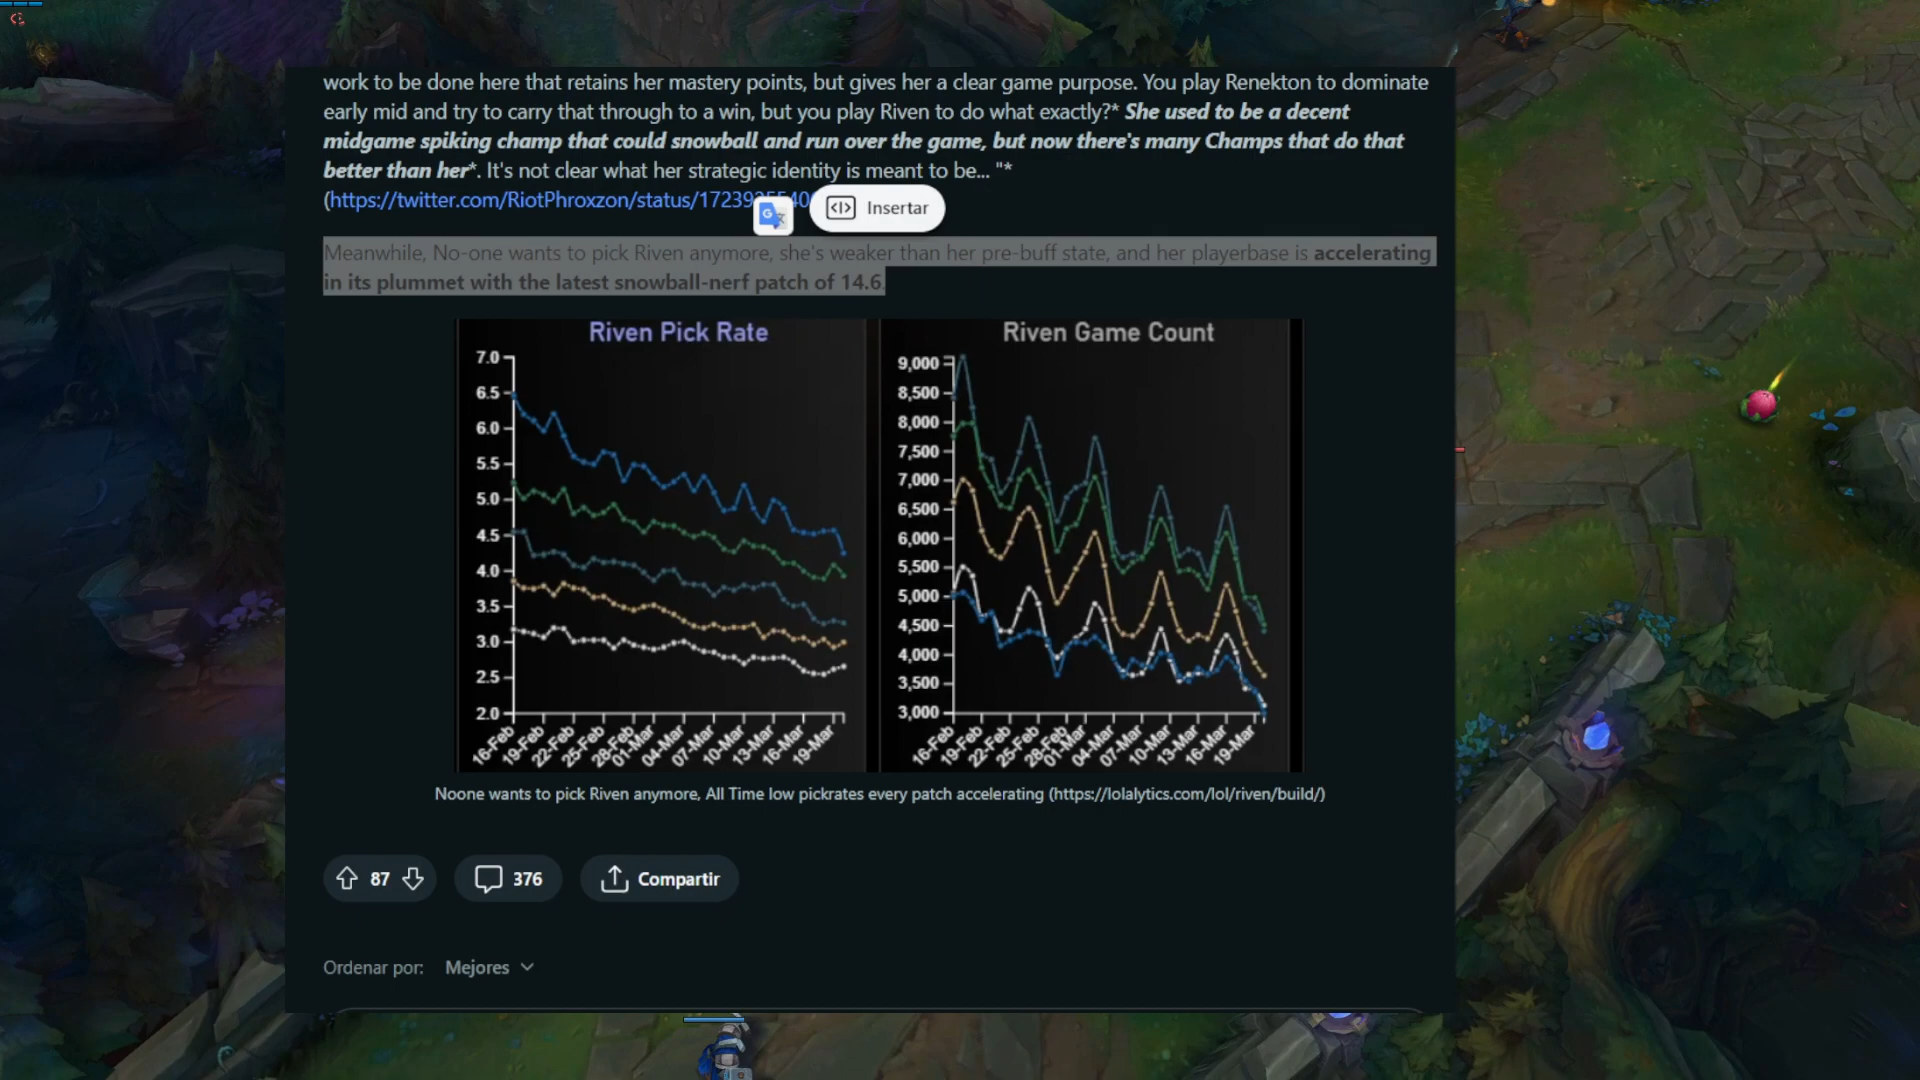 work to be done here that retains her mastery points, but gives her a clear game purpose. You play Renekton to dominate
early mid and try to carry that through to a win, but you play Riven to do what exactly?* She used to be a decent
midgame spiking champ that could snowball and run over the game, but now there's many Champs that do that
better than her*. It's not clear what her strategic identity is meant to be... "*
(https://twitter.com/RiotPhroxzon/status/17239
Insertar
Meanwhile, No-one wants to pick Riven anymore, she's weaker than her pre-buff state, and her playerbase is accelerating
in its plummet with the latest snowball-nerf patch of 14.6.
Riven Pick Rate
7.0
6.5
6.0
5.5
5.0
4.5
4.0
3.5
3.0
2.5
2.0
16-Feb 19-Feb 22-Feb 25-Feb 28-Feb 01-Mar 04-Mar 07-Mar 10-Mar 13-Mar 16-Mar 19-Mar
Riven Game Count
9,000
8,500
8,000
7,500
7,000
6,500
6,000
5,500
5,000
4,500
4,000
3,500
3,000
16-Feb 19-Feb 22-Feb 25-Feb 28-Feb 01-Mar 04-Mar 07-Mar 10-Mar 13-Mar 16-Mar 19-Mar
Noone wants to pick Riven anymore, All Time low pickrates every patch accelerating (https://lolalytics.com/lol/riven/build/)
87
376
Compartir
Ordenar por: Mejores